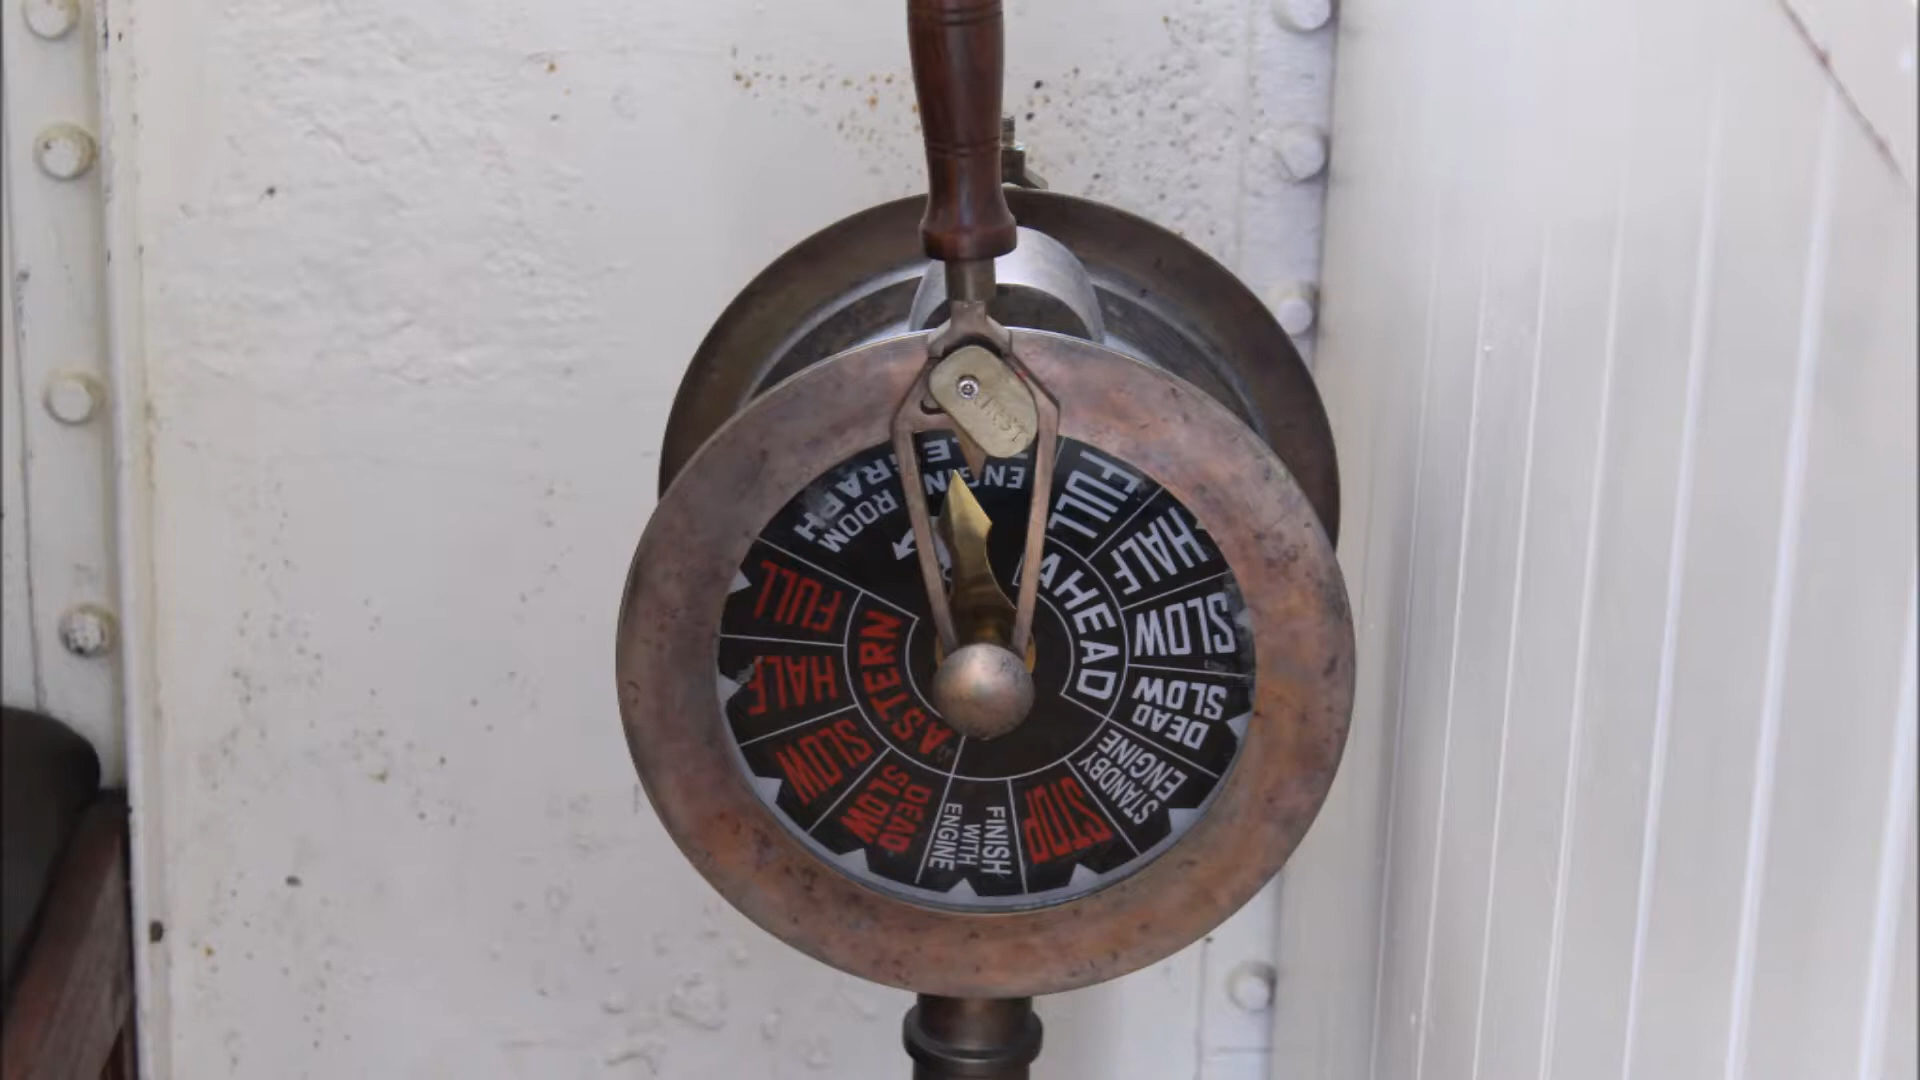 ENGINE ROOM
GRAPH
FULL
HALF
SLOW
DEAD
SLOW
AHEAD
STANDBY
ENGINE
STOP
FINISH
WITH
ENGINE
DEAD
SLOW
SLOW
HALF
FULL
ASTERN